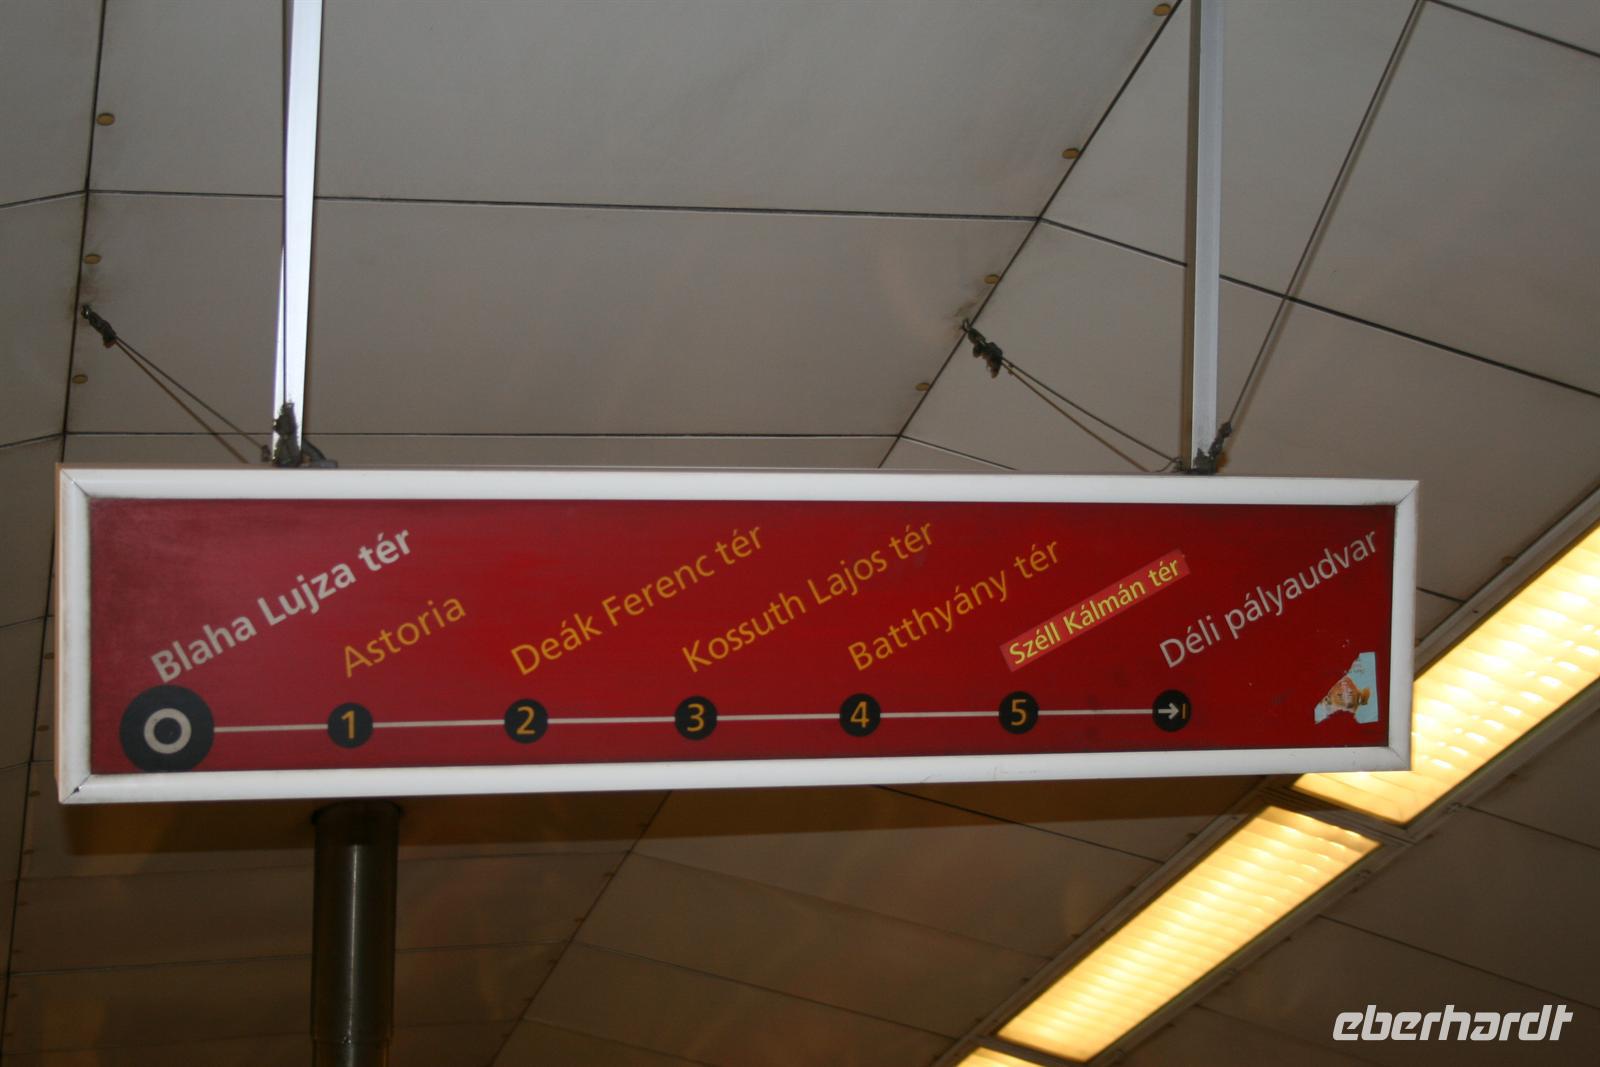 Blaha Lujza tér
Astoria
Deák Ferenc tér
Kossuth Lajos tér
Batthyány tér
Széll Kálmán tér
Déli pályaudvar
1
2
3
4
5
eberhardt